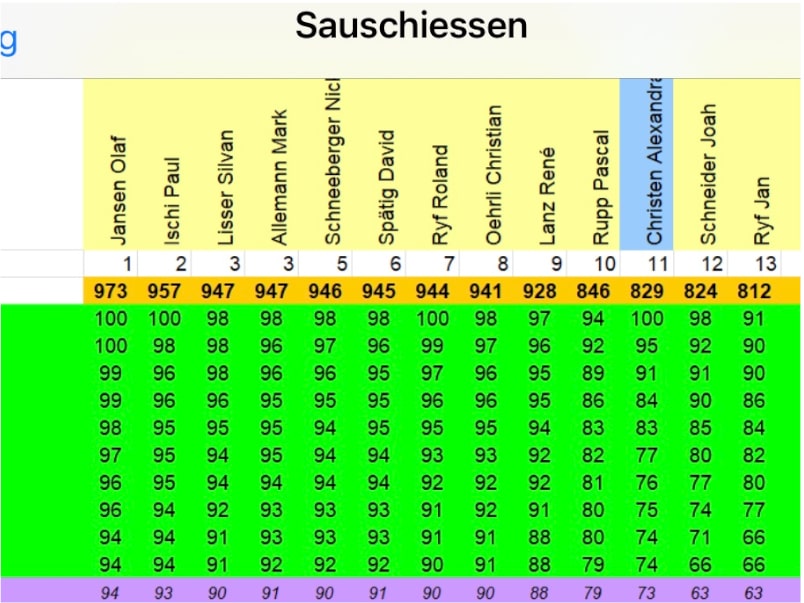 Sauschiessen
g
Jansen Olaf
Ischi Paul
Lisser Silvan
Allemann Mark
Schneeberger
Spätig David
Ryf Roland
Oehrli Christian
Lanz René
Rupp Pascal
Christen Alexandra
Schneider Joah
Ryf Jan
1 2 3 3 5 6 7 8 9 10 11 12 13
973 957 947 947 946 945 944 941 928 846 829 824 812
100 100 98 98 98 98 100 98 97 94 100 98 91
100 98 98 96 97 96 99 97 96 92 95 92 90
99 96 98 96 96 95 97 96 95 89 91 91 90
99 96 96 95 95 95 96 96 95 86 84 90 86
98 95 95 95 94 95 95 95 94 83 83 85 84
97 95 94 95 94 94 93 93 92 82 77 80 82
96 95 94 94 94 94 92 92 92 81 76 77 80
96 94 92 93 93 93 91 92 91 80 75 74 77
94 94 91 93 93 93 91 91 88 80 74 71 66
94 94 91 92 92 92 90 91 88 79 74 66 66
94 93 90 91 90 91 90 90 88 79 73 63 63